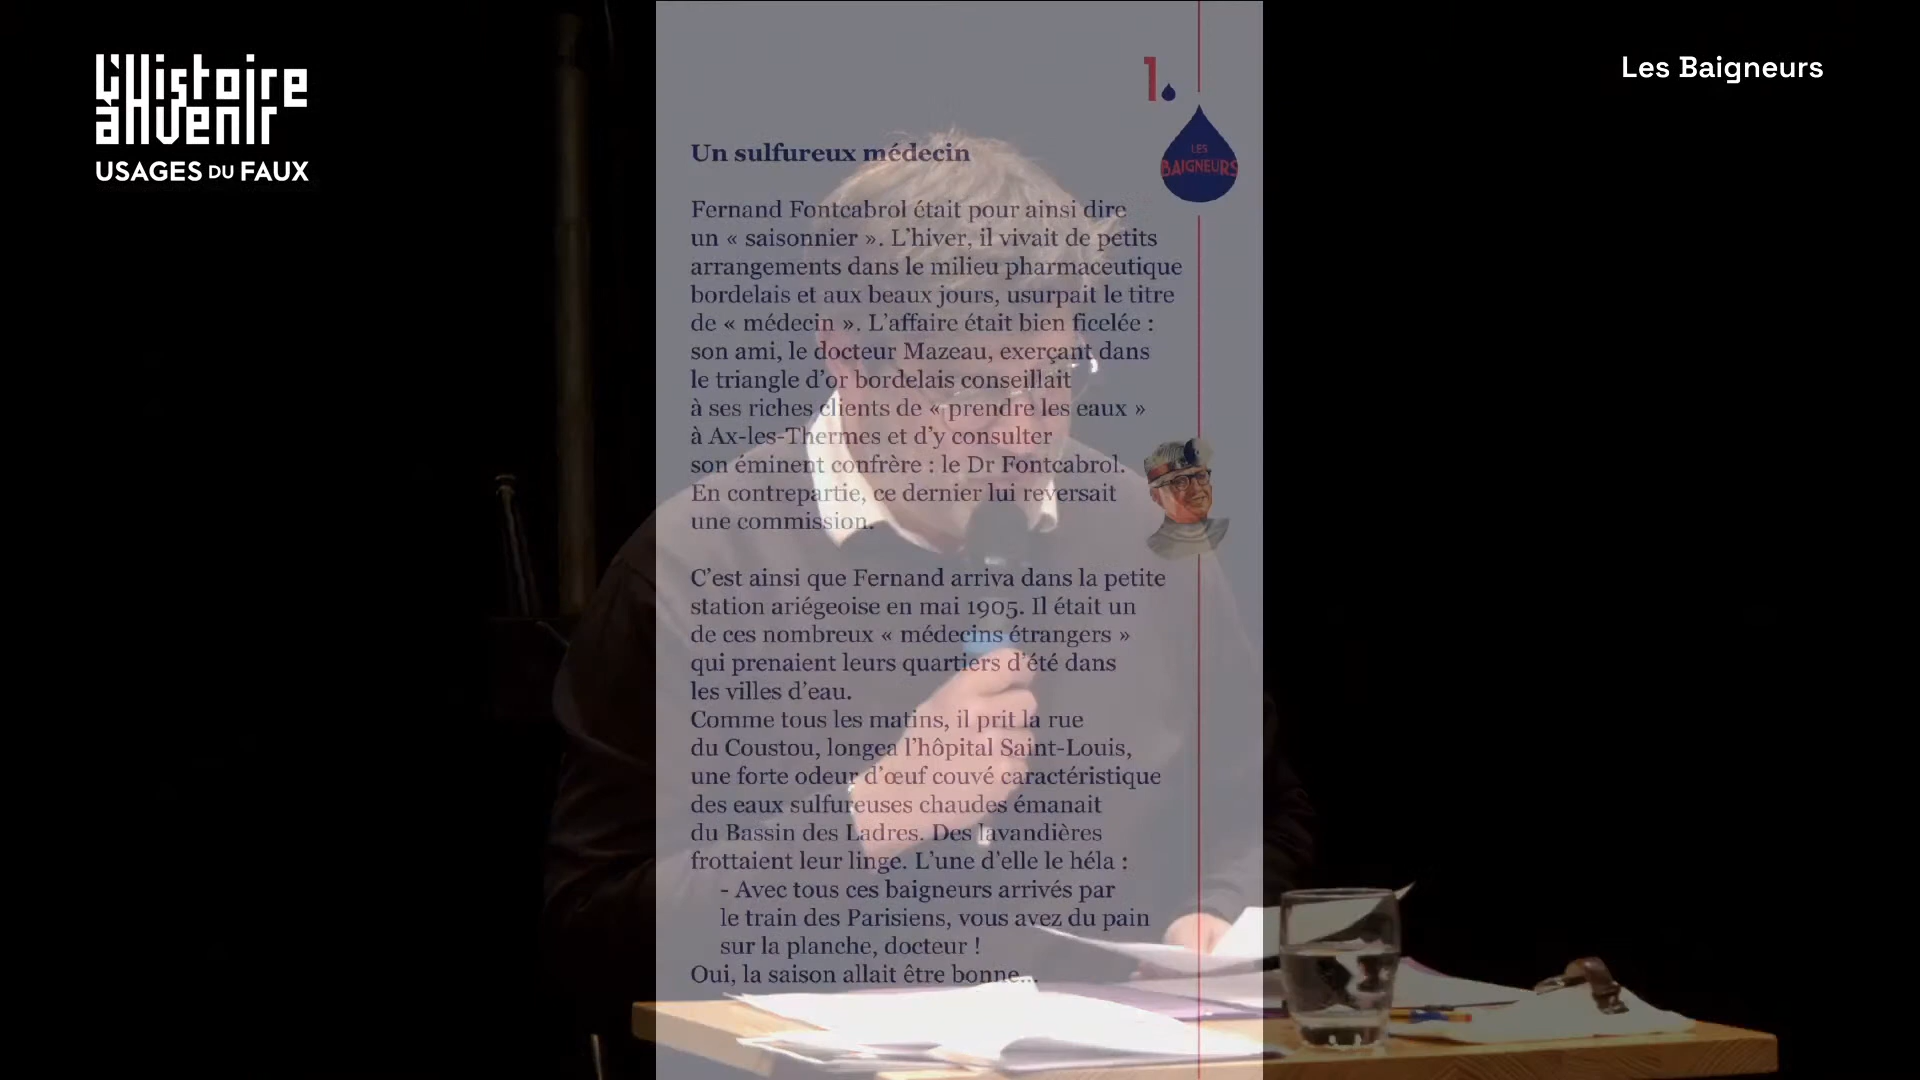 L'Histoire
à venir
USAGES DU FAUX
Les Baigneurs
1.
LES
BAIGNEURS
Un sulfureux médecin
Fernand Fontcabrol était pour ainsi dire
un « saisonnier ». L’hiver, il vivait de petits
arrangements dans le milieu pharmaceutique
bordelais et aux beaux jours, usurpait le titre
de « médecin ». L’affaire était bien ficelée :
son ami, le docteur Mazeau, exerçant dans
le triangle d’or bordelais conseillait
à ses riches clients de « prendre les eaux »
à Ax-les-Thermes et d’y consulter
son éminent confrère : le Dr Fontcabrol.
En contrepartie, ce dernier lui reversait
une commission.
C’est ainsi que Fernand arriva dans la petite
station ariégeoise en mai 1905. Il était un
de ces nombreux « médecins étrangers »
qui prenaient leurs quartiers d’été dans
les villes d’eau.
Comme tous les matins, il prit la rue
du Coustou, longea l’hôpital Saint-Louis,
une forte odeur d’œuf couvé caractéristique
des eaux sulfureuses chaudes émanait
du Bassin des Ladres. Des lavandières
frottaient leur linge. L’une d’elle le héla :
- Avec tous ces baigneurs arrivés par
le train des Parisiens, vous avez du pain
sur la planche, docteur !
Oui, la saison allait être bonne...